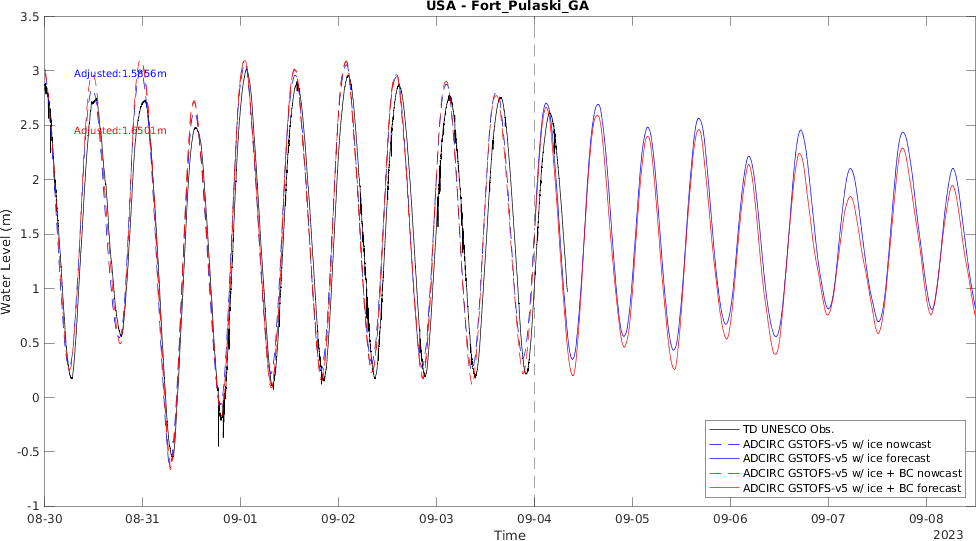 USA - Fort_Pulaski_GA
3.5
3
2.5
2
1.5
1
0.5
0
-0.5
-1
Water Level (m)
Adjusted:1.5856m
Adjusted:1.6501m
TD UNESCO Obs.
ADCIRC GSTOFS-v5 w/ ice nowcast
ADCIRC GSTOFS-v5 w/ ice forecast
ADCIRC GSTOFS-v5 w/ ice + BC nowcast
ADCIRC GSTOFS-v5 w/ ice + BC forecast
08-30 08-31 09-01 09-02 09-03 09-04 09-05 09-06 09-07 09-08
Time
2023